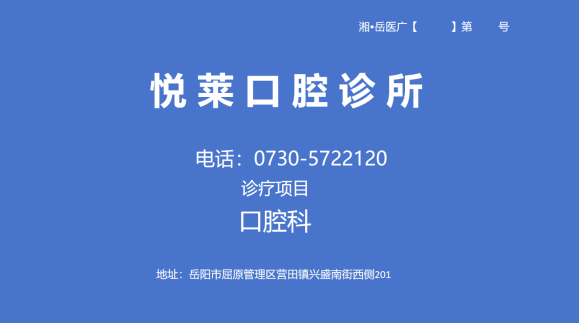 湘•岳医广【　　】第　　号
悦莱口腔诊所
电话：0730-5722120
诊疗项目
口腔科
地址：岳阳市屈原管理区营田镇兴盛南街西侧201